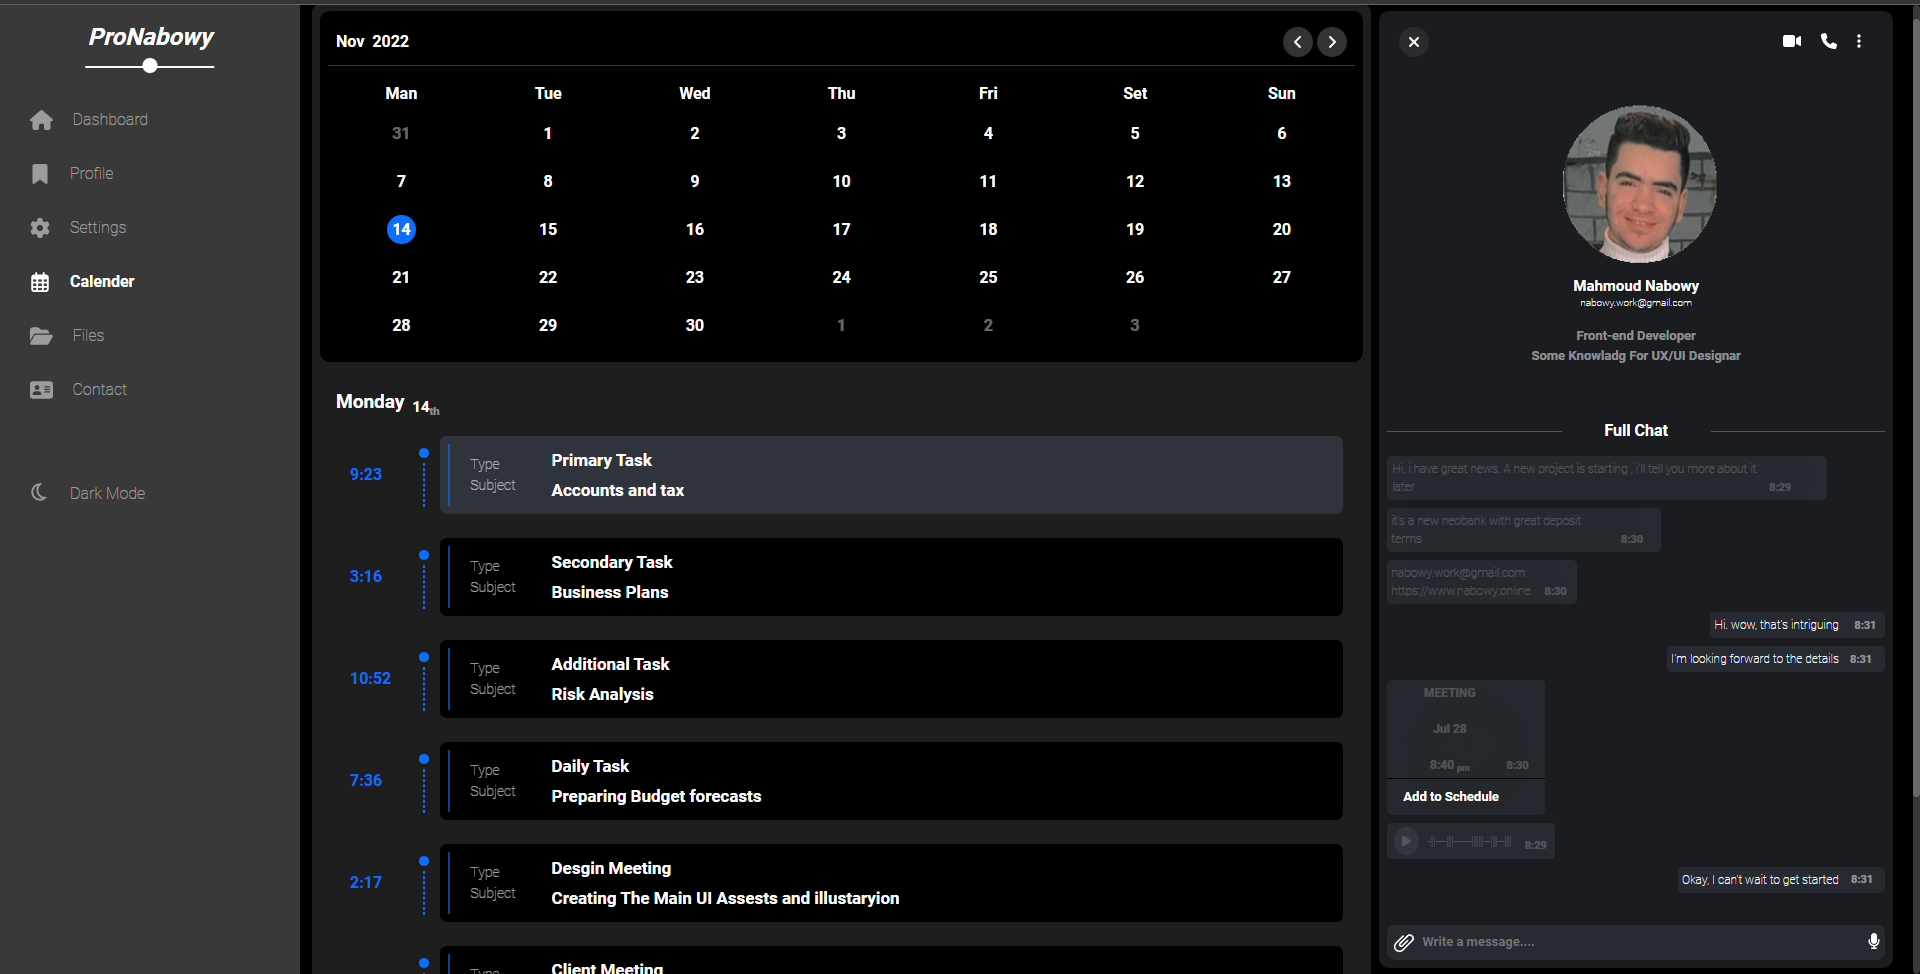 ProNabowy
Dashboard
Profile
Settings
Calender
Files
Contact
Dark Mode
Nov 2022
Man Tue Wed Thu Fri Set Sun
31 1 2 3 4 5 6
7 8 9 10 11 12 13
14 15 16 17 18 19 20
21 22 23 24 25 26 27
28 29 30 1 2 3
Monday 14th
9:23
Type Primary Task
Subject Accounts and tax
3:16
Type Secondary Task
Subject Business Plans
10:52
Type Additional Task
Subject Risk Analysis
7:36
Type Daily Task
Subject Preparing Budget forecasts
2:17
Type Desgin Meeting
Subject Creating The Main UI Assests and illustaryion
Type Client Meeting
Mahmoud Nabowy
nabowy.work@gmail.com
Front-end Developer
Some Knowladg For UX/UI Designar
Full Chat
Hi, i have great news. A new project is starting , i'll tell you more about it
later 8:29
it's a new neobank with great deposit
terms 8:30
nabowy.work@gmail.com
https://www.nabowy.online 8:30
Hi. wow, that's intriguing 8:31
I'm looking forward to the details 8:31
MEETING
Jul 28
8:40 pm 8:30
Add to Schedule
8:29
Okay, I can't wait to get started 8:31
Write a message....